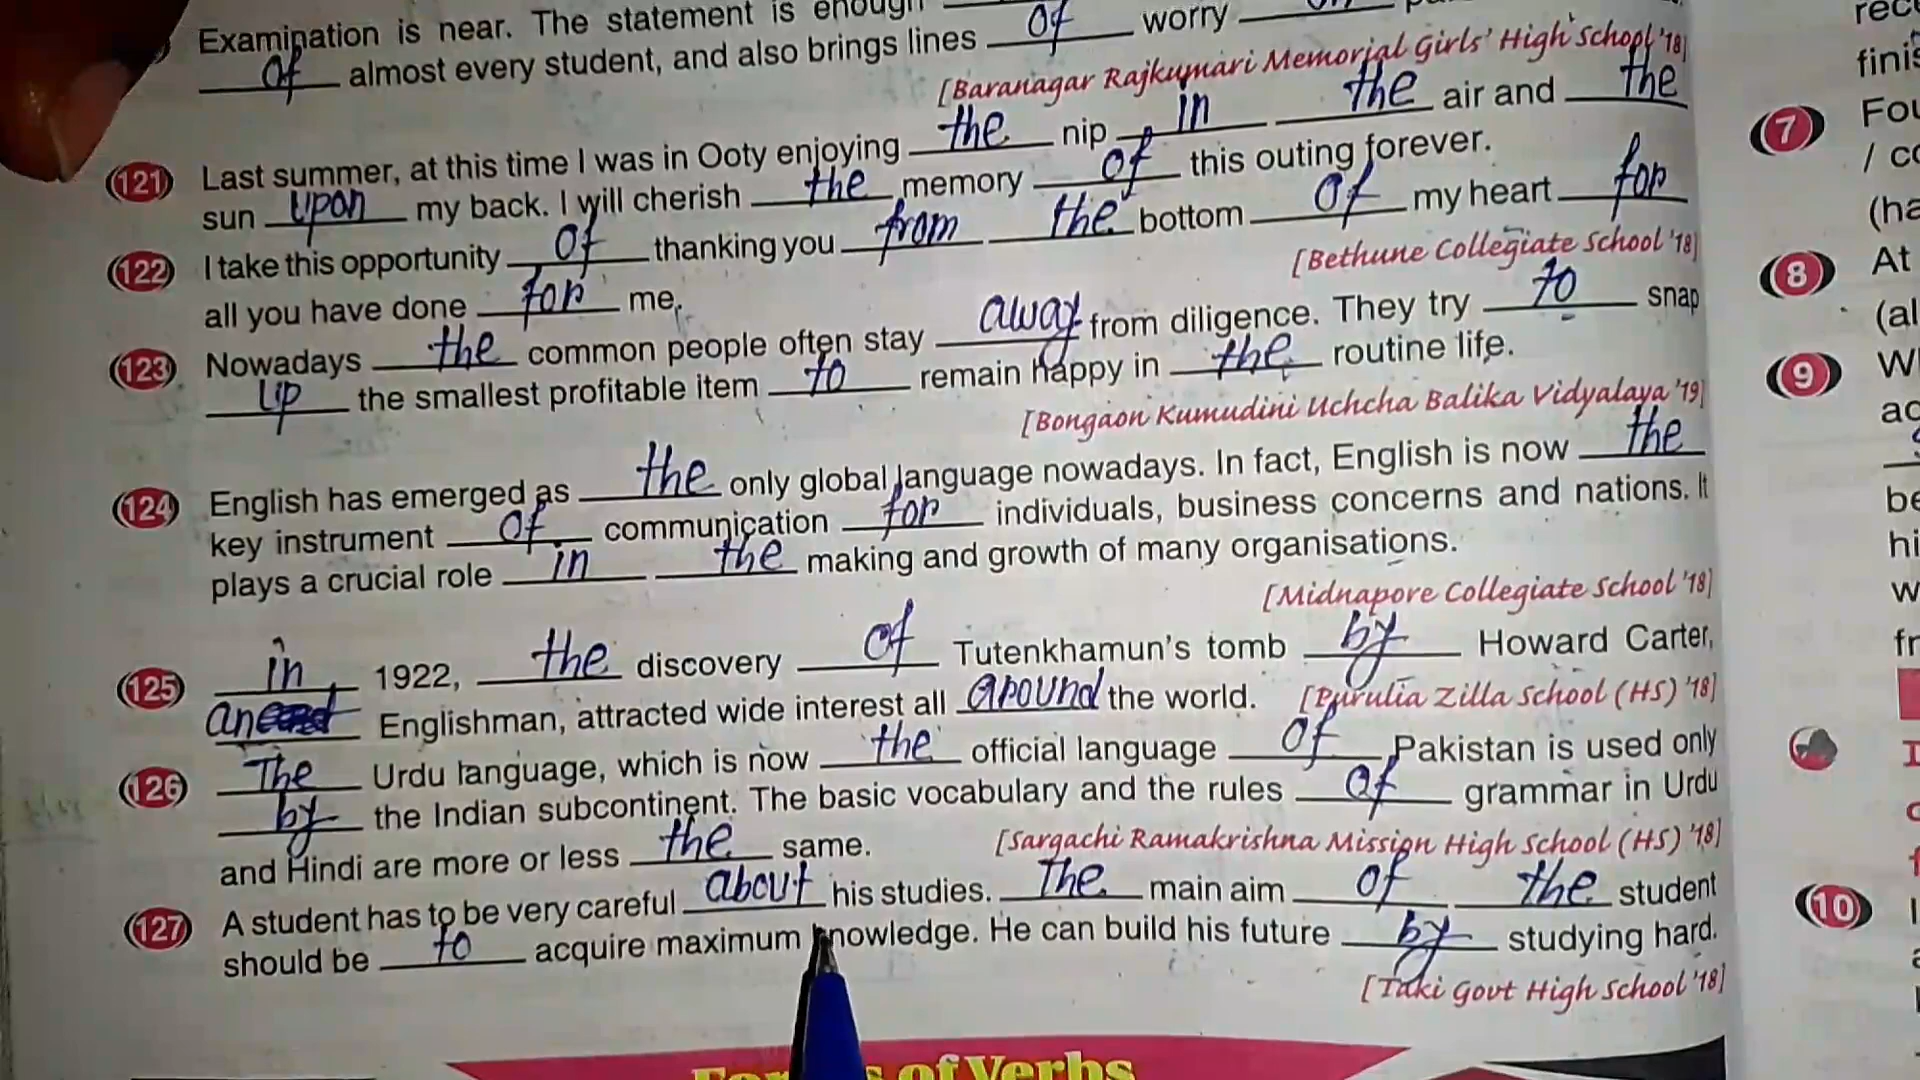 Examination is near. The statement is enough
of almost every student, and also brings lines of worry
[Baranagar Rajkumari Memorial Girls' High School '18]
(121) Last summer, at this time I was in Ooty enjoying the nip in the air and the
sun upon my back. I will cherish the memory of this outing forever.
(122) I take this opportunity of thanking you from the bottom of my heart for
all you have done for me. [Bethune Collegiate School '18]
(123) Nowadays the common people often stay away from diligence. They try to snap
up the smallest profitable item to remain happy in the routine life.
[Bongaon Kumudini Uchcha Balika Vidyalaya '19]
(124) English has emerged as the only global language nowadays. In fact, English is now the
key instrument of communication for individuals, business concerns and nations. It
plays a crucial role in the making and growth of many organisations.
[Midnapore Collegiate School '18]
(125) in 1922, the discovery of Tutenkhamun's tomb by Howard Carter,
an Englishman, attracted wide interest all around the world. [Purulia Zilla School (HS) '18]
(126) The Urdu language, which is now the official language of Pakistan is used only
by the Indian subcontinent. The basic vocabulary and the rules of grammar in Urdu
and Hindi are more or less the same. [Sargachi Ramakrishna Mission High School (HS) '18]
(127) A student has to be very careful about his studies. The main aim of the student
should be to acquire maximum knowledge. He can build his future by studying hard.
[Taki Govt High School '18]
of Verbs
7
8
At
9
10